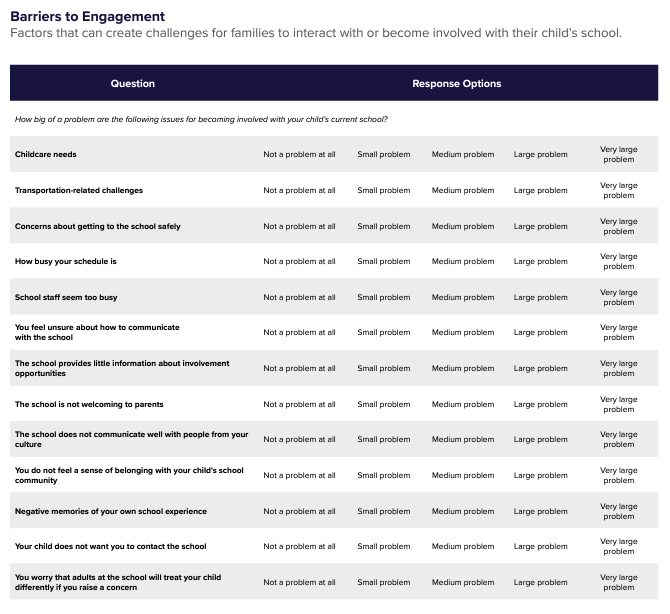 Barriers to Engagement
Factors that can create challenges for families to interact with or become involved with their child's school.
Question Response Options
How big of a problem are the following issues for becoming involved with your child's current school?
Childcare needs Not a problem at all Small problem Medium problem Large problem Very large problem
Transportation-related challenges Not a problem at all Small problem Medium problem Large problem Very large problem
Concerns about getting to the school safely Not a problem at all Small problem Medium problem Large problem Very large problem
How busy your schedule is Not a problem at all Small problem Medium problem Large problem Very large problem
School staff seem too busy Not a problem at all Small problem Medium problem Large problem Very large problem
You feel unsure about how to communicate
with the school Not a problem at all Small problem Medium problem Large problem Very large problem
The school provides little information about involvement
opportunities Not a problem at all Small problem Medium problem Large problem Very large problem
The school is not welcoming to parents Not a problem at all Small problem Medium problem Large problem Very large problem
The school does not communicate well with people from your
culture Not a problem at all Small problem Medium problem Large problem Very large problem
You do not feel a sense of belonging with your child's school
community Not a problem at all Small problem Medium problem Large problem Very large problem
Negative memories of your own school experience Not a problem at all Small problem Medium problem Large problem Very large problem
Your child does not want you to contact the school Not a problem at all Small problem Medium problem Large problem Very large problem
You worry that adults at the school will treat your child
differently if you raise a concern Not a problem at all Small problem Medium problem Large problem Very large problem